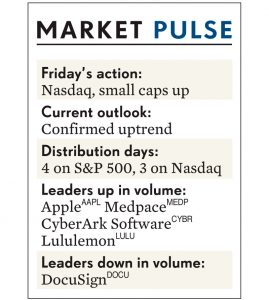 MARKET PULSE
Friday's action:
Nasdaq, small caps up
Current outlook:
Confirmed uptrend
Distribution days:
4 on S&P 500, 3 on Nasdaq
Leaders up in volume:
Apple AAPL Medpace MEDP
CyberArk Software CYBR
Lululemon LULU
Leaders down in volume:
DocuSign DOCU